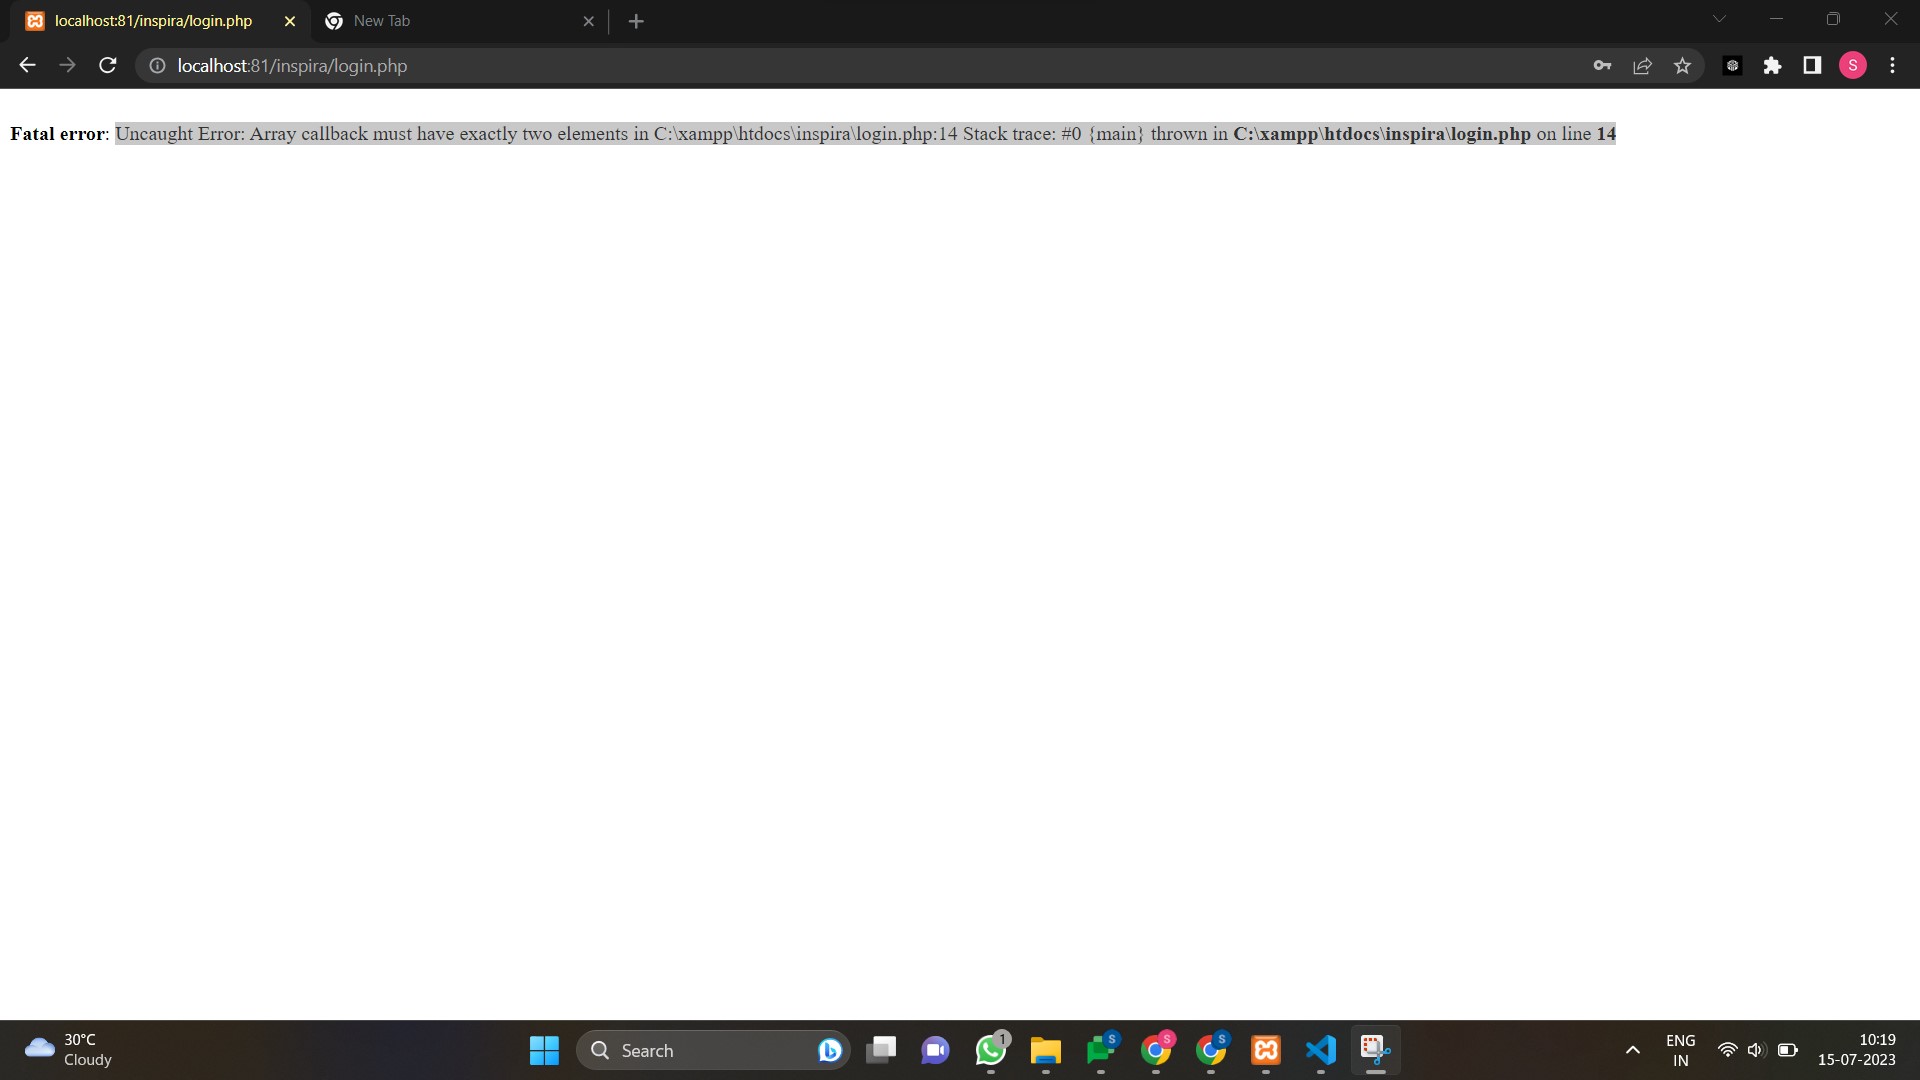 localhost:81/inspira/login.php
New Tab
localhost:81/inspira/login.php
S
Fatal error: Uncaught Error: Array callback must have exactly two elements in C:\xampp\htdocs\inspira\login.php:14 Stack trace: #0 {main} thrown in C:\xampp\htdocs\inspira\login.php on line 14
30°C
Cloudy
Search
1
S
S
S
ENG
IN
10:19
15-07-2023